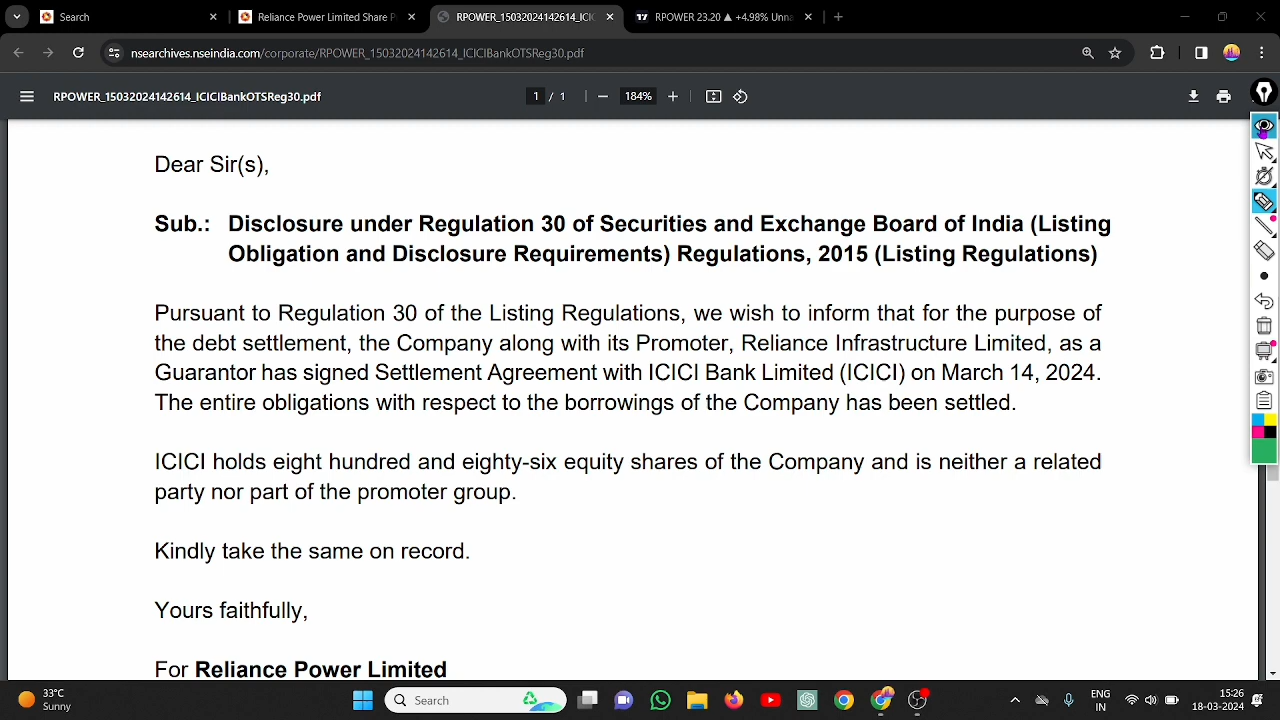 Search
Reliance Power Limited Share P
RPOWER_15032024142614_ICIC
RPOWER 23.20 ▲ +4.98% Unna
nsearchives.nseindia.com/corporate/RPOWER_15032024142614_ICICIBankOTSReg30.pdf
RPOWER_15032024142614_ICICIBankOTSReg30.pdf
1 / 1
184%
Dear Sir(s),
Sub.: Disclosure under Regulation 30 of Securities and Exchange Board of India (Listing
Obligation and Disclosure Requirements) Regulations, 2015 (Listing Regulations)
Pursuant to Regulation 30 of the Listing Regulations, we wish to inform that for the purpose of
the debt settlement, the Company along with its Promoter, Reliance Infrastructure Limited, as a
Guarantor has signed Settlement Agreement with ICICI Bank Limited (ICICI) on March 14, 2024.
The entire obligations with respect to the borrowings of the Company has been settled.
ICICI holds eight hundred and eighty-six equity shares of the Company and is neither a related
party nor part of the promoter group.
Kindly take the same on record.
Yours faithfully,
For Reliance Power Limited
33°C
Sunny
Search
ENG
IN
15:26
18-03-2024